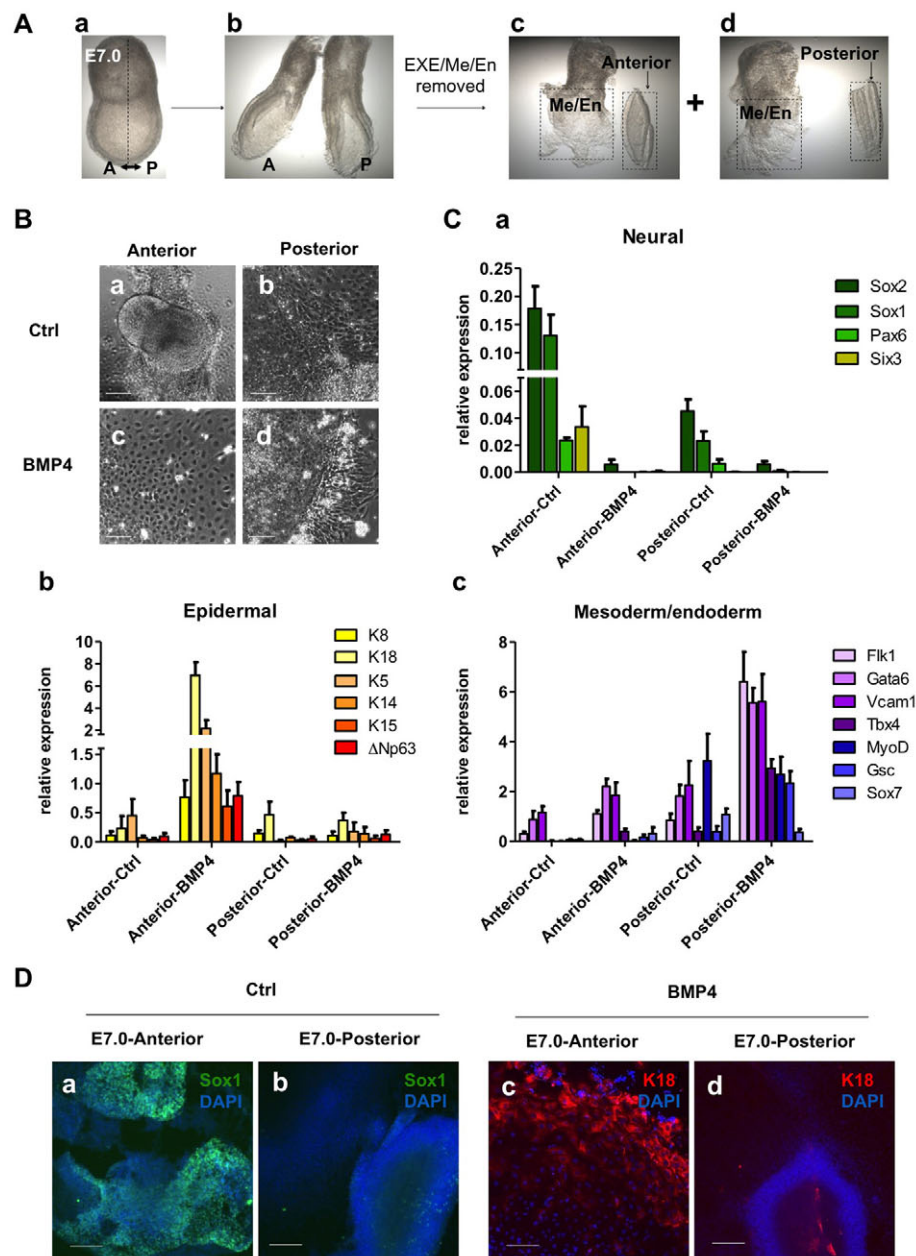 A
a
E7.0
A
P
b
A
P
EXE/Me/En
removed
c
Anterior
Me/En
+
d
Posterior
Me/En
B
Anterior
Posterior
Ctrl
a
b
BMP4
c
d
C
a
Neural
relative expression
0.25
0.20
0.15
0.10
0.06
0.04
0.02
0.00
Anterior-Ctrl
Anterior-BMP4
Posterior-Ctrl
Posterior-BMP4
Sox2
Sox1
Pax6
Six3
b
Epidermal
relative expression
10
8
6
4
2
1.5
1.0
0.5
0.0
Anterior-Ctrl
Anterior-BMP4
Posterior-Ctrl
Posterior-BMP4
K8
K18
K5
K14
K15
ΔNp63
c
Mesoderm/endoderm
relative expression
8
6
4
2
0
Anterior-Ctrl
Anterior-BMP4
Posterior-Ctrl
Posterior-BMP4
Flk1
Gata6
Vcam1
Tbx4
MyoD
Gsc
Sox7
D
Ctrl
BMP4
E7.0-Anterior
E7.0-Posterior
E7.0-Anterior
E7.0-Posterior
a
Sox1
DAPI
b
Sox1
DAPI
c
K18
DAPI
d
K18
DAPI